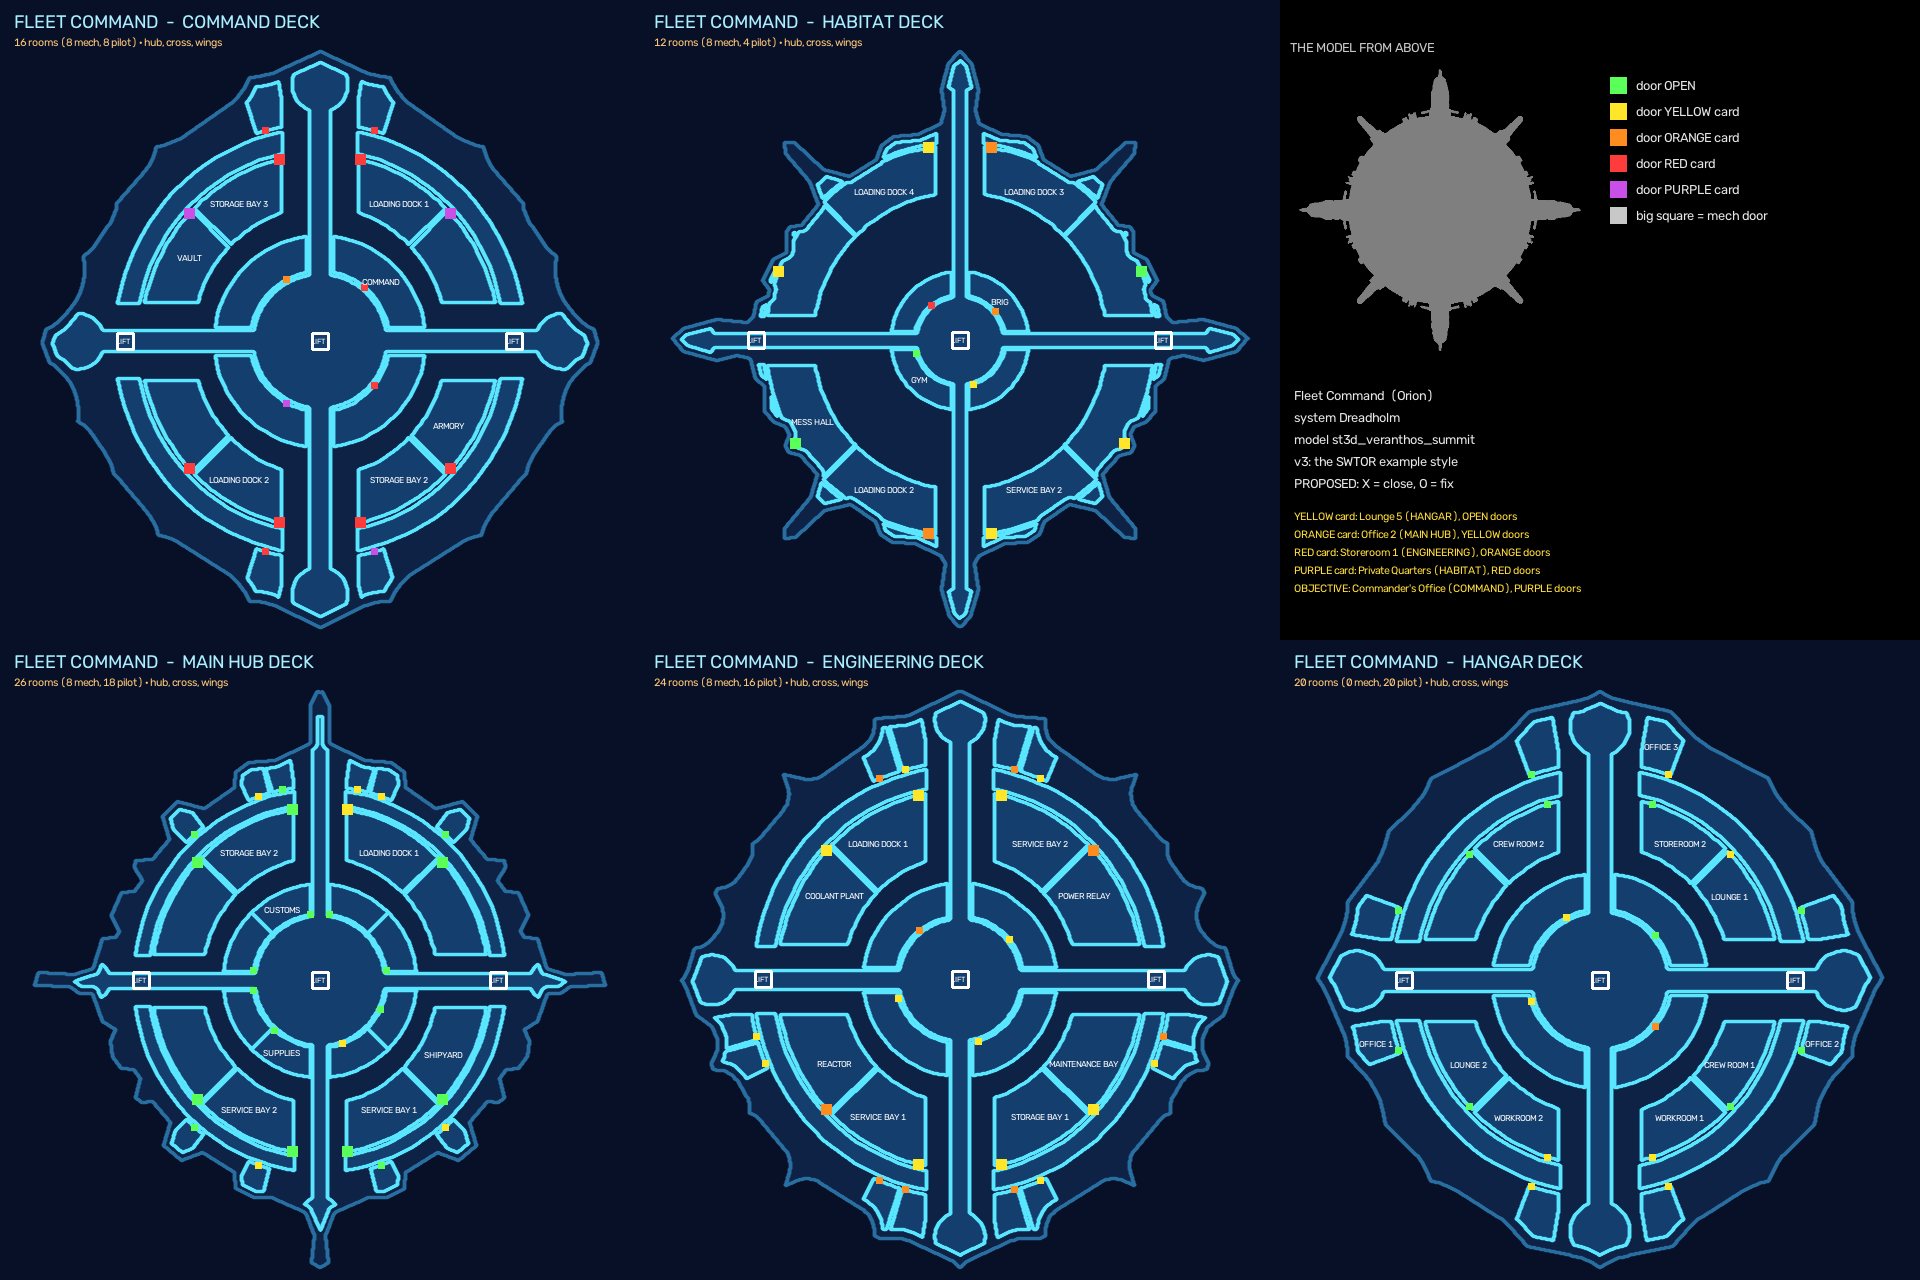 FLEET COMMAND - COMMAND DECK
16 rooms (8 mech, 8 pilot) • hub, cross, wings
STORAGE BAY 3
LOADING DOCK 1
VAULT
COMMAND
LIFT
LIFT
LIFT
ARMORY
LOADING DOCK 2
STORAGE BAY 2
FLEET COMMAND - HABITAT DECK
12 rooms (8 mech, 4 pilot) • hub, cross, wings
LOADING DOCK 4
LOADING DOCK 3
BRIG
LIFT
LIFT
LIFT
GYM
MESS HALL
LOADING DOCK 2
SERVICE BAY 2
THE MODEL FROM ABOVE
door OPEN
door YELLOW card
door ORANGE card
door RED card
door PURPLE card
big square = mech door
Fleet Command (Orion)
system Dreadholm
model st3d_veranthos_summit
v3: the SWTOR example style
PROPOSED: X = close, O = fix
YELLOW card: Lounge 5 (HANGAR), OPEN doors
ORANGE card: Office 2 (MAIN HUB), YELLOW doors
RED card: Storeroom 1 (ENGINEERING), ORANGE doors
PURPLE card: Private Quarters (HABITAT), RED doors
OBJECTIVE: Commander's Office (COMMAND), PURPLE doors
FLEET COMMAND - MAIN HUB DECK
26 rooms (8 mech, 18 pilot) • hub, cross, wings
STORAGE BAY 2
LOADING DOCK 1
CUSTOMS
LIFT
LIFT
LIFT
SUPPLIES
SHIPYARD
SERVICE BAY 2
SERVICE BAY 1
FLEET COMMAND - ENGINEERING DECK
24 rooms (8 mech, 16 pilot) • hub, cross, wings
LOADING DOCK 1
SERVICE BAY 2
COOLANT PLANT
POWER RELAY
LIFT
LIFT
LIFT
REACTOR
MAINTENANCE BAY
SERVICE BAY 1
STORAGE BAY 1
FLEET COMMAND - HANGAR DECK
20 rooms (0 mech, 20 pilot) • hub, cross, wings
OFFICE 3
CREW ROOM 2
STOREROOM 2
LOUNGE 1
LIFT
LIFT
LIFT
OFFICE 1
OFFICE 2
LOUNGE 2
CREW ROOM 1
WORKROOM 2
WORKROOM 1